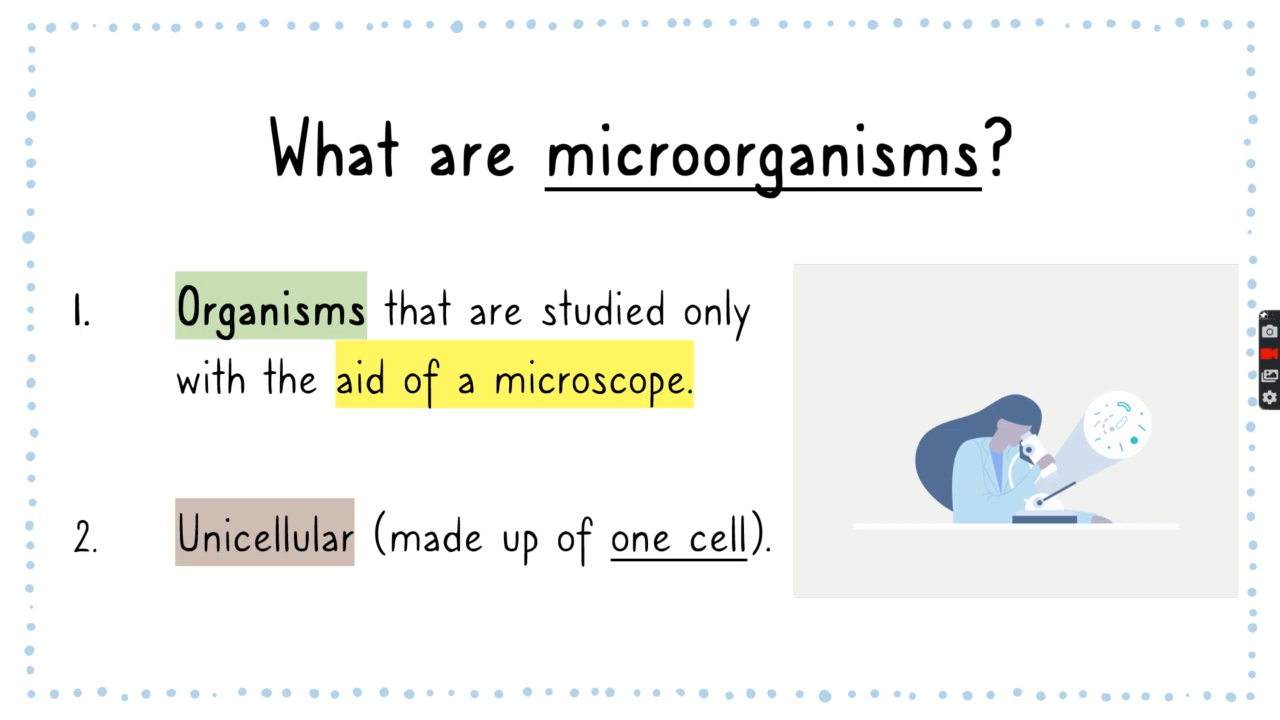 What are microorganisms?
1. Organisms that are studied only
with the aid of a microscope.
2. Unicellular (made up of one cell).